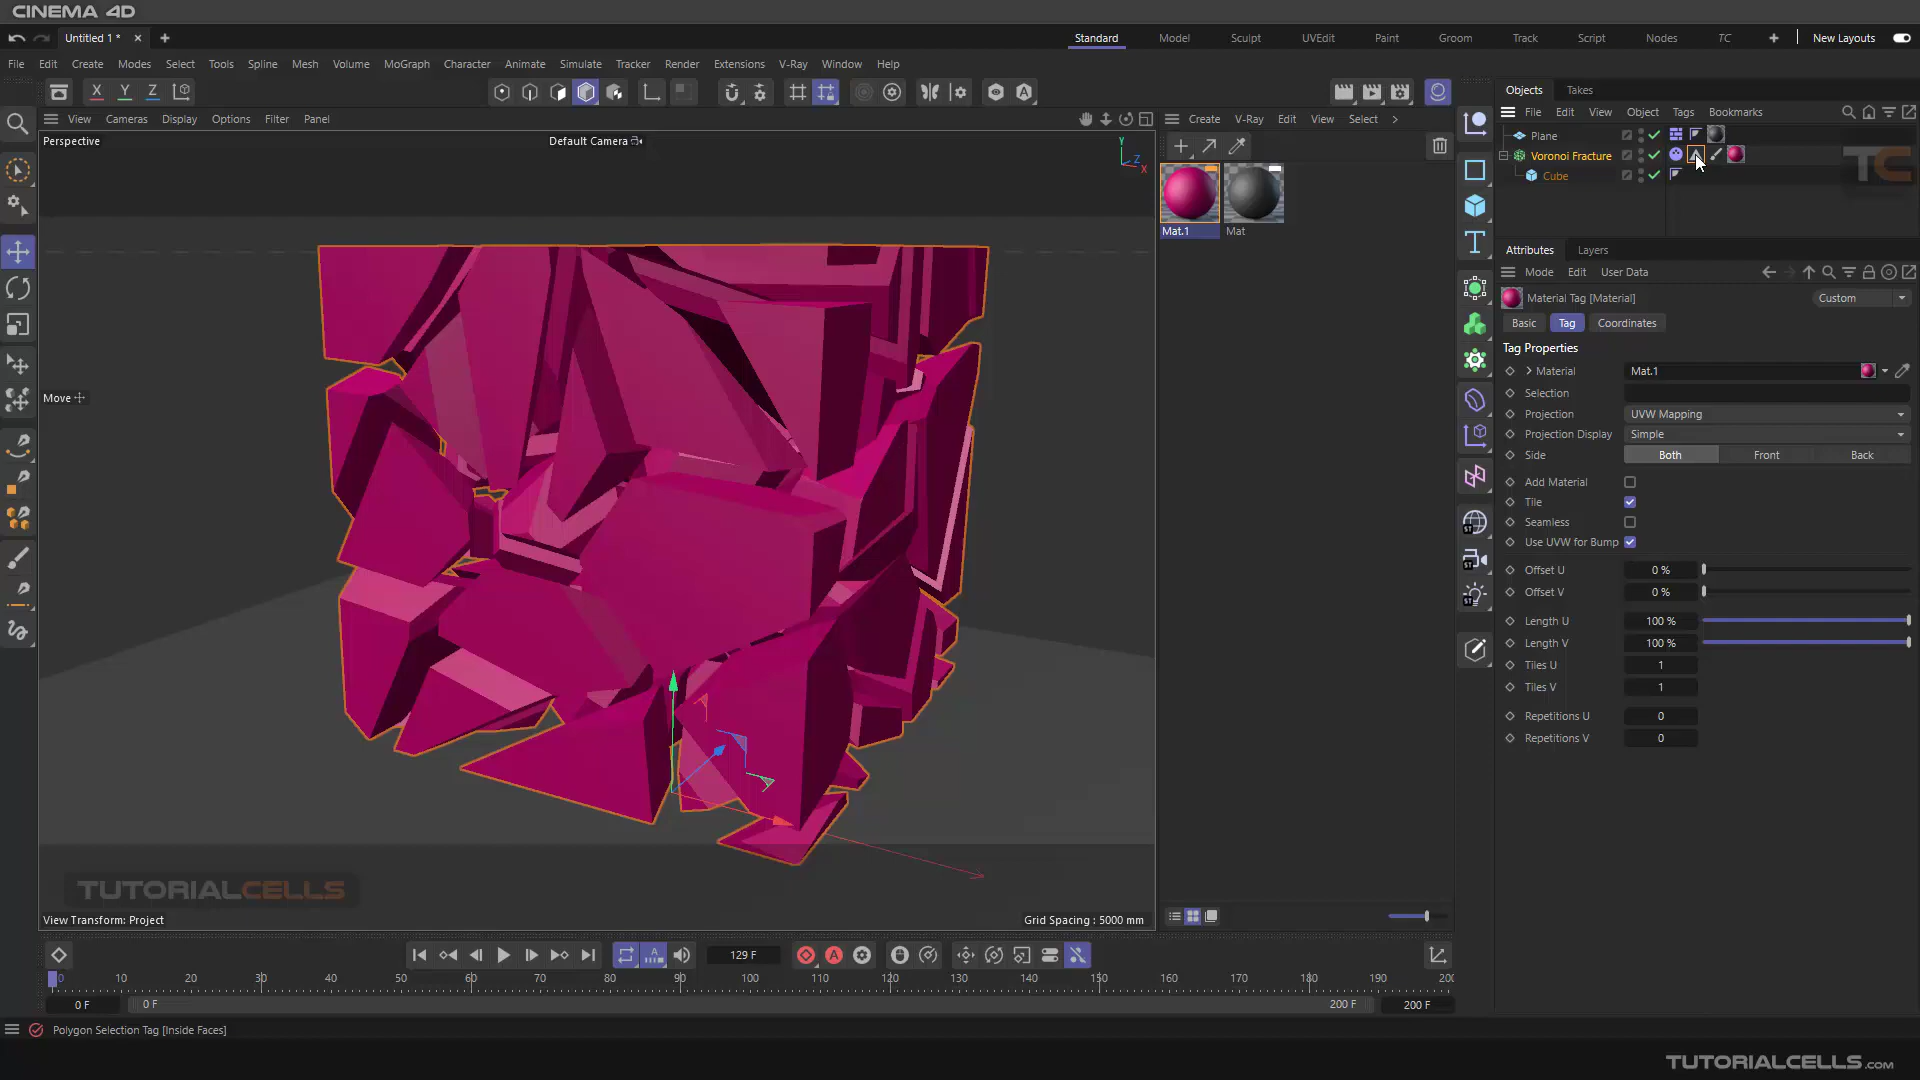 CINEMA 4D
Untitled 1 *
Standard
Model
Sculpt
UVEdit
Paint
Groom
Track
Script
Nodes
TC
New Layouts
File
Edit
Create
Modes
Select
Tools
Spline
Mesh
Volume
MoGraph
Character
Animate
Simulate
Tracker
Render
Extensions
V-Ray
Window
Help
X
Y
Z
Objects
Takes
File
Edit
View
Object
Tags
Bookmarks
View
Cameras
Display
Options
Filter
Panel
Create
V-Ray
Edit
View
Select
Plane
Voronoi Fracture
Cube
TC
Perspective
Default Camera
Y
Z
X
Mat.1
Mat
Attributes
Layers
Mode
Edit
User Data
Material Tag [Material]
Custom
Basic
Tag
Coordinates
Tag Properties
Material
Mat.1
Selection
Projection
UVW Mapping
Projection Display
Simple
Side
Both
Front
Back
Add Material
Tile
Seamless
Use UVW for Bump
Offset U
0 %
Offset V
0 %
Length U
100 %
Length V
100 %
Tiles U
1
Tiles V
1
Repetitions U
0
Repetitions V
0
Move
TUTORIALCELLS
View Transform: Project
Grid Spacing : 5000 mm
129 F
0
10
20
30
40
50
60
70
80
90
100
110
120
130
140
150
160
170
180
190
0 F
0 F
200 F
200 F
Polygon Selection Tag [Inside Faces]
TUTORIALCELLS.COM